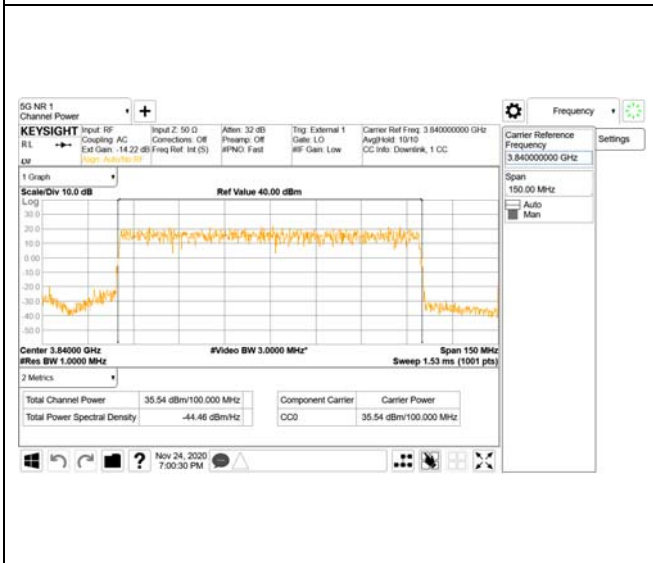 5G NR 1
Channel Power
+
Frequency
KEYSIGHT
RL
Input: RF
Coupling: AC
Ext Gain: -14.22 dB
Align: Auto/No RF
Input Z: 50 Ω
Corrections: Off
Freq Ref: Int (S)
Atten: 32 dB
Preamp: Off
#PNO: Fast
Trig: External 1
Gate: LO
#IF Gain: Low
Carrier Ref Freq: 3.840000000 GHz
Avg|Hold: 10/10
CC Info: Downlink, 1 CC
Carrier Reference
Frequency
3.840000000 GHz
Settings
Span
150.00 MHz
Auto
Man
1 Graph
Scale/Div 10.0 dB
Ref Value 40.00 dBm
Log
30.0
20.0
10.0
0.00
-10.0
-20.0
-30.0
-40.0
-50.0
Center 3.84000 GHz
#Video BW 3.0000 MHz*
Span 150 MHz
#Res BW 1.0000 MHz
Sweep 1.53 ms (1001 pts)
2 Metrics
Total Channel Power 35.54 dBm/100.000 MHz
Total Power Spectral Density -44.46 dBm/Hz
Component Carrier Carrier Power
CC0 35.54 dBm/100.000 MHz
?
Nov 24, 2020
7:00:30 PM